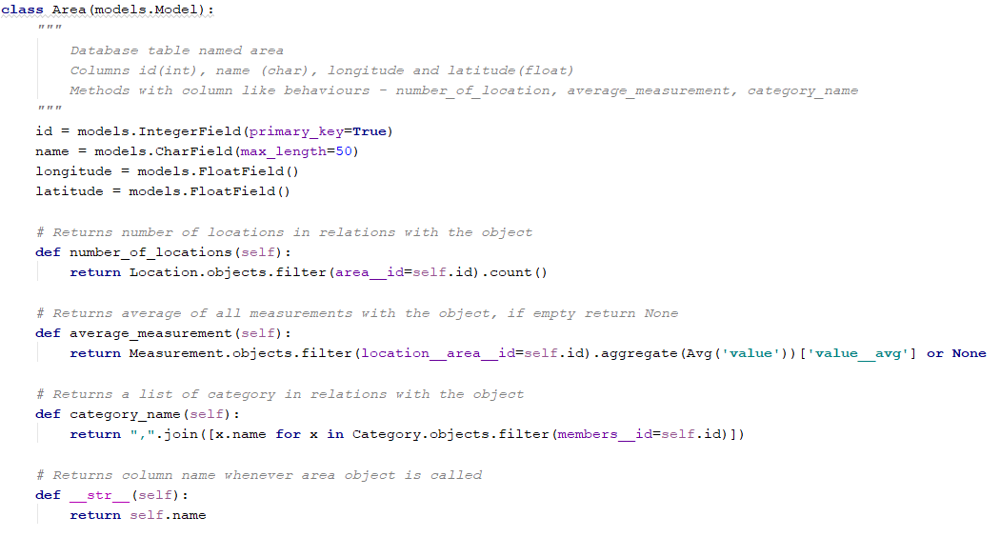 class Area(models.Model):
    """
        Database table named area
        Columns id(int), name (char), longitude and latitude(float)
        Methods with column like behaviours - number_of_location, average_measurement, category_name
    """
    id = models.IntegerField(primary_key=True)
    name = models.CharField(max_length=50)
    longitude = models.FloatField()
    latitude = models.FloatField()

    # Returns number of locations in relations with the object
    def number_of_locations(self):
        return Location.objects.filter(area__id=self.id).count()

    # Returns average of all measurements with the object, if empty return None
    def average_measurement(self):
        return Measurement.objects.filter(location__area__id=self.id).aggregate(Avg('value'))['value__avg'] or None

    # Returns a list of category in relations with the object
    def category_name(self):
        return ",".join([x.name for x in Category.objects.filter(members__id=self.id)])

    # Returns column name whenever area object is called
    def __str__(self):
        return self.name